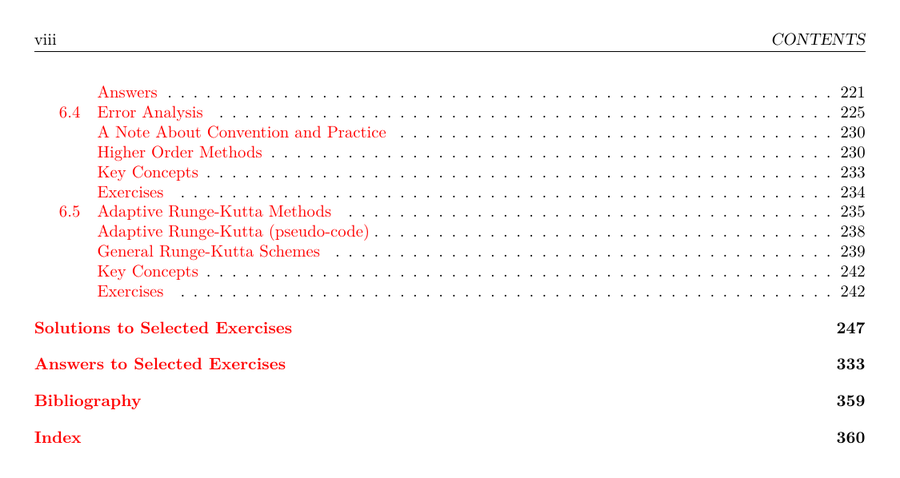 viii CONTENTS
Answers . . . . . . . . . . . . . . . . . . . . . . . . . . . . . . . . . . . . . . . . . . . . . . . . . . . . 221
6.4 Error Analysis . . . . . . . . . . . . . . . . . . . . . . . . . . . . . . . . . . . . . . . . . . . . . . . . 225
A Note About Convention and Practice . . . . . . . . . . . . . . . . . . . . . . . . . . . . . . . . . . 230
Higher Order Methods . . . . . . . . . . . . . . . . . . . . . . . . . . . . . . . . . . . . . . . . . . . . 230
Key Concepts . . . . . . . . . . . . . . . . . . . . . . . . . . . . . . . . . . . . . . . . . . . . . . . . . 233
Exercises . . . . . . . . . . . . . . . . . . . . . . . . . . . . . . . . . . . . . . . . . . . . . . . . . . . 234
6.5 Adaptive Runge-Kutta Methods . . . . . . . . . . . . . . . . . . . . . . . . . . . . . . . . . . . . . . 235
Adaptive Runge-Kutta (pseudo-code) . . . . . . . . . . . . . . . . . . . . . . . . . . . . . . . . . . . . 238
General Runge-Kutta Schemes . . . . . . . . . . . . . . . . . . . . . . . . . . . . . . . . . . . . . . . 239
Key Concepts . . . . . . . . . . . . . . . . . . . . . . . . . . . . . . . . . . . . . . . . . . . . . . . . . 242
Exercises . . . . . . . . . . . . . . . . . . . . . . . . . . . . . . . . . . . . . . . . . . . . . . . . . . . 242
Solutions to Selected Exercises 247
Answers to Selected Exercises 333
Bibliography 359
Index 360